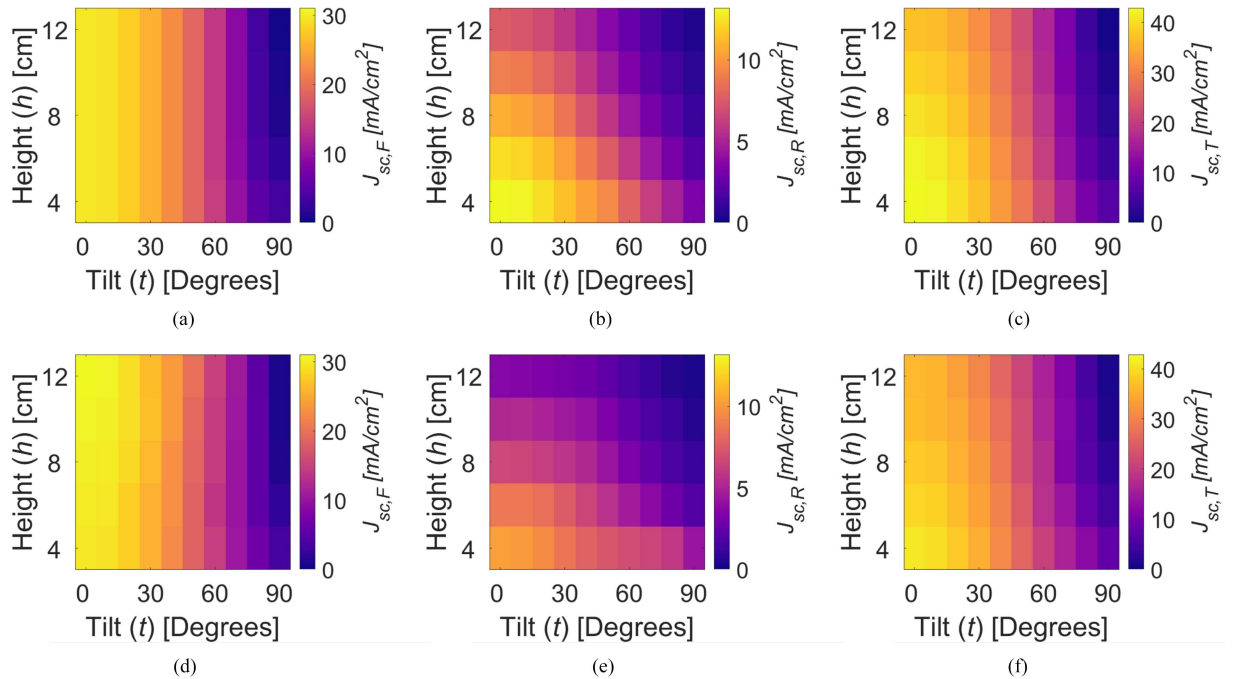 12
8
4
Height (h) [cm]
0 30 60 90
Tilt (t) [Degrees]
30
20
10
0
J_sc,F [mA/cm^2]
(a)
12
8
4
Height (h) [cm]
0 30 60 90
Tilt (t) [Degrees]
10
5
0
J_sc,R [mA/cm^2]
(b)
12
8
4
Height (h) [cm]
0 30 60 90
Tilt (t) [Degrees]
40
30
20
10
0
J_sc,T [mA/cm^2]
(c)
12
8
4
Height (h) [cm]
0 30 60 90
Tilt (t) [Degrees]
30
20
10
0
J_sc,F [mA/cm^2]
(d)
12
8
4
Height (h) [cm]
0 30 60 90
Tilt (t) [Degrees]
10
5
0
J_sc,R [mA/cm^2]
(e)
12
8
4
Height (h) [cm]
0 30 60 90
Tilt (t) [Degrees]
40
30
20
10
0
J_sc,T [mA/cm^2]
(f)